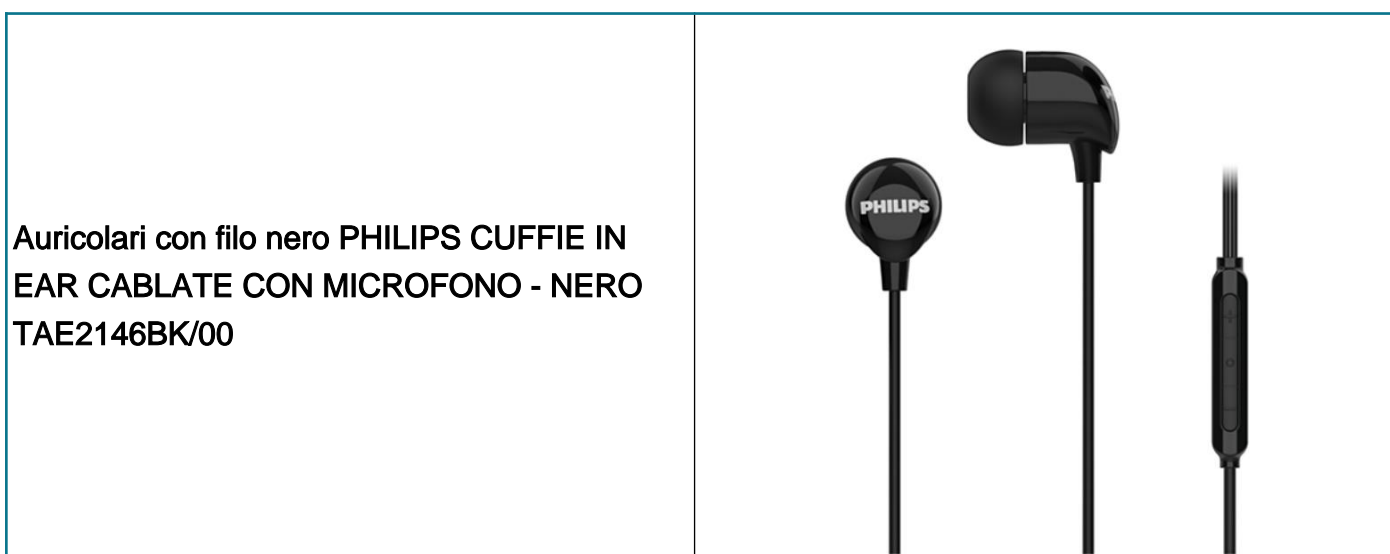 Auricolari con filo nero PHILIPS CUFFIE IN
EAR CABLATE CON MICROFONO - NERO
TAE2146BK/00
PHILIPS